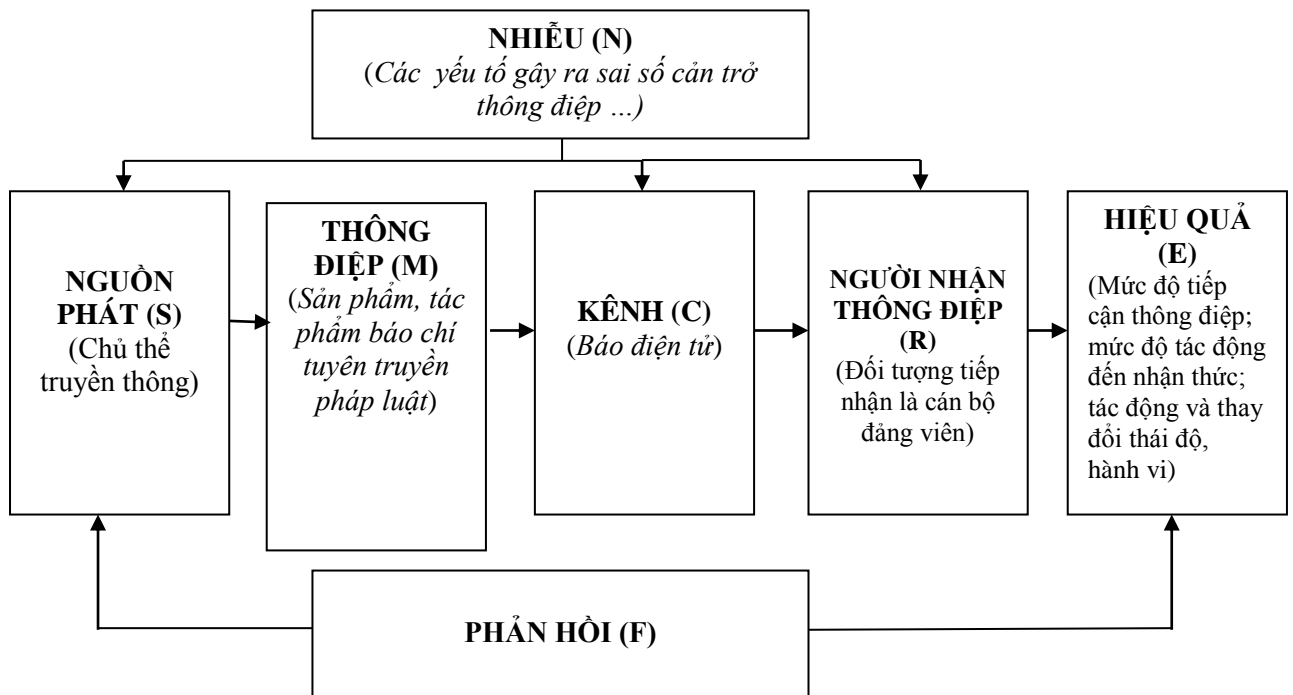 NHIỄU (N)
(Các yếu tố gây ra sai số cản trở
thông điệp ...)
NGUỒN
PHÁT (S)
(Chủ thể
truyền thông)
THÔNG
ĐIỆP (M)
(Sản phẩm, tác
phẩm báo chí
tuyên truyền
pháp luật)
KÊNH (C)
(Báo điện tử)
NGƯỜI NHẬN
THÔNG ĐIỆP
(R)
(Đối tượng tiếp
nhận là cán bộ
đảng viên)
HIỆU QUẢ
(E)
(Mức độ tiếp
cận thông điệp;
mức độ tác động
đến nhận thức;
tác động và thay
đổi thái độ,
hành vi)
PHẢN HỒI (F)